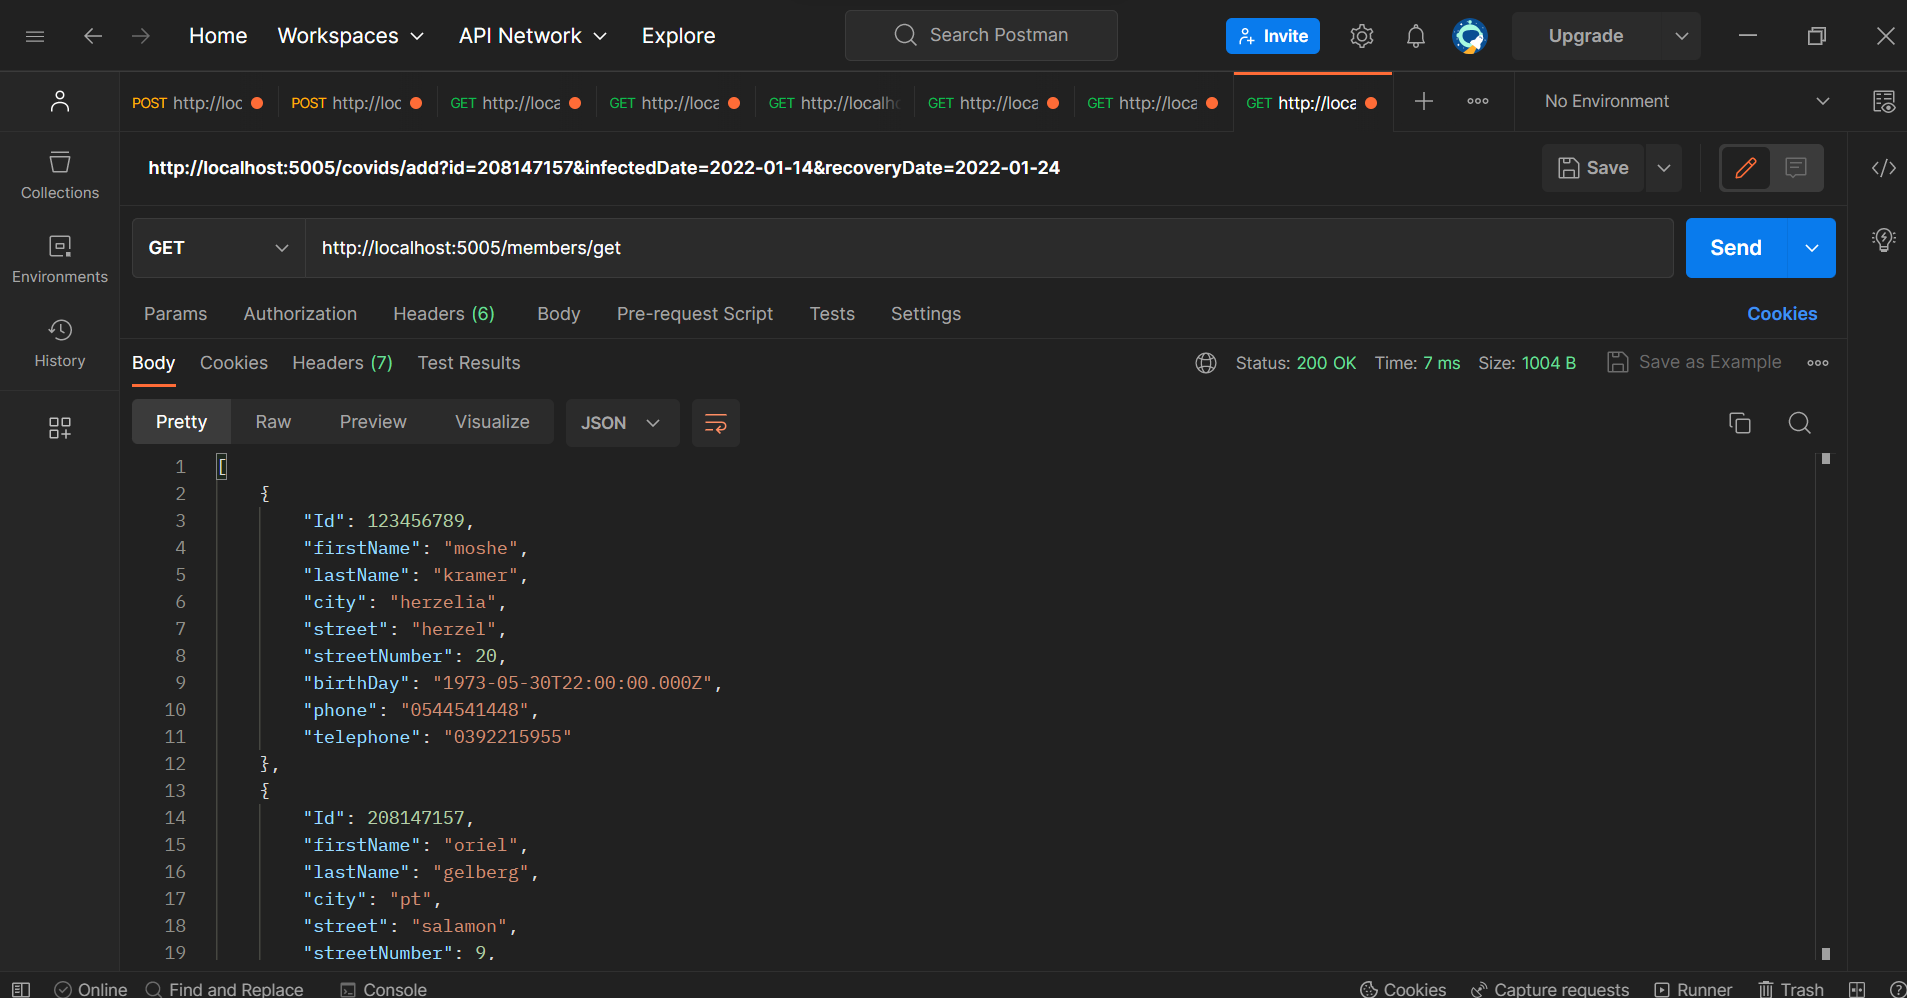 Home Workspaces API Network Explore Search Postman Invite Upgrade
POST http://loc POST http://loc GET http://loca GET http://loca GET http://localh GET http://loca GET http://loca GET http://loca No Environment
http://localhost:5005/covids/add?id=208147157&infectedDate=2022-01-14&recoveryDate=2022-01-24 Save
Collections
GET http://localhost:5005/members/get Send
Environments
Params Authorization Headers (6) Body Pre-request Script Tests Settings Cookies
History
Body Cookies Headers (7) Test Results Status: 200 OK Time: 7 ms Size: 1004 B Save as Example
Pretty Raw Preview Visualize JSON
1 [
2 {
3 "Id": 123456789,
4 "firstName": "moshe",
5 "lastName": "kramer",
6 "city": "herzelia",
7 "street": "herzel",
8 "streetNumber": 20,
9 "birthDay": "1973-05-30T22:00:00.000Z",
10 "phone": "0544541448",
11 "telephone": "0392215955"
12 },
13 {
14 "Id": 208147157,
15 "firstName": "oriel",
16 "lastName": "gelberg",
17 "city": "pt",
18 "street": "salamon",
19 "streetNumber": 9,
Online Find and Replace Console Cookies Capture requests Runner Trash